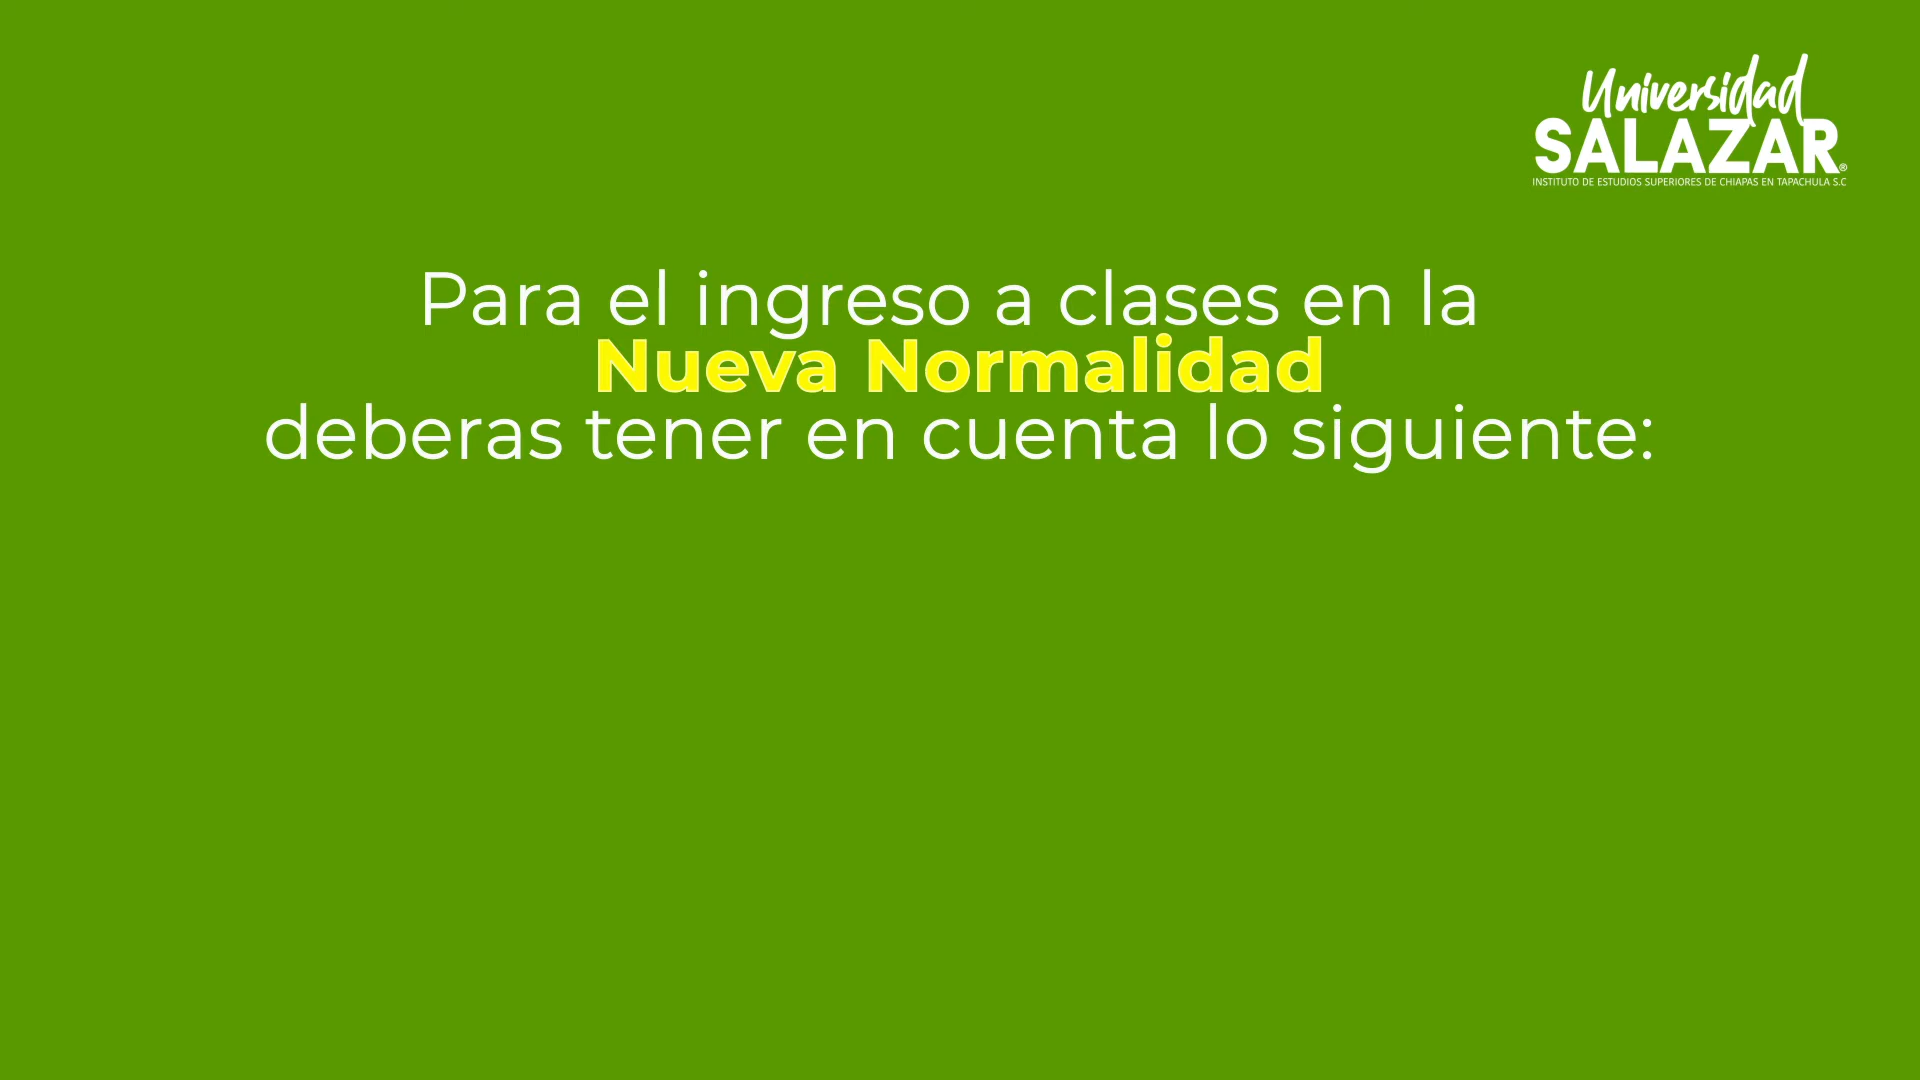 Universidad
SALAZAR®
INSTITUTO DE ESTUDIOS SUPERIORES DE CHIAPAS EN TAPACHULA S.C
Para el ingreso a clases en la
Nueva Normalidad
deberas tener en cuenta lo siguiente: